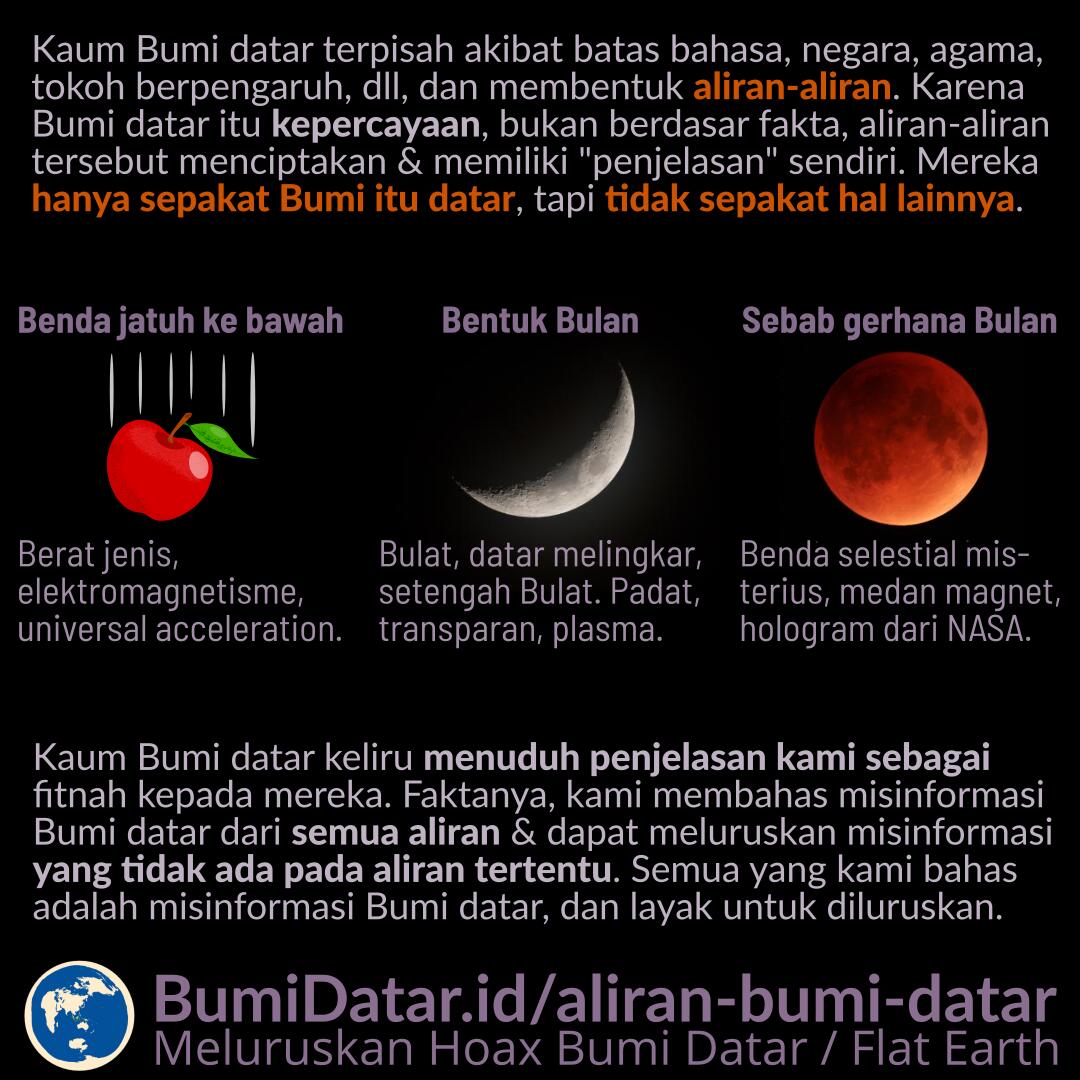 Kaum Bumi datar terpisah akibat batas bahasa, negara, agama,
tokoh berpengaruh, dll, dan membentuk aliran-aliran. Karena
Bumi datar itu kepercayaan, bukan berdasar fakta, aliran-aliran
tersebut menciptakan & memiliki "penjelasan" sendiri. Mereka
hanya sepakat Bumi itu datar, tapi tidak sepakat hal lainnya.
Benda jatuh ke bawah
Berat jenis,
elektromagnetisme,
universal acceleration.
Bentuk Bulan
Bulat, datar melingkar,
setengah Bulat. Padat,
transparan, plasma.
Sebab gerhana Bulan
Benda selestial mis-
terius, medan magnet,
hologram dari NASA.
Kaum Bumi datar keliru menuduh penjelasan kami sebagai
fitnah kepada mereka. Faktanya, kami membahas misinformasi
Bumi datar dari semua aliran & dapat meluruskan misinformasi
yang tidak ada pada aliran tertentu. Semua yang kami bahas
adalah misinformasi Bumi datar, dan layak untuk diluruskan.
BumiDatar.id/aliran-bumi-datar
Meluruskan Hoax Bumi Datar / Flat Earth